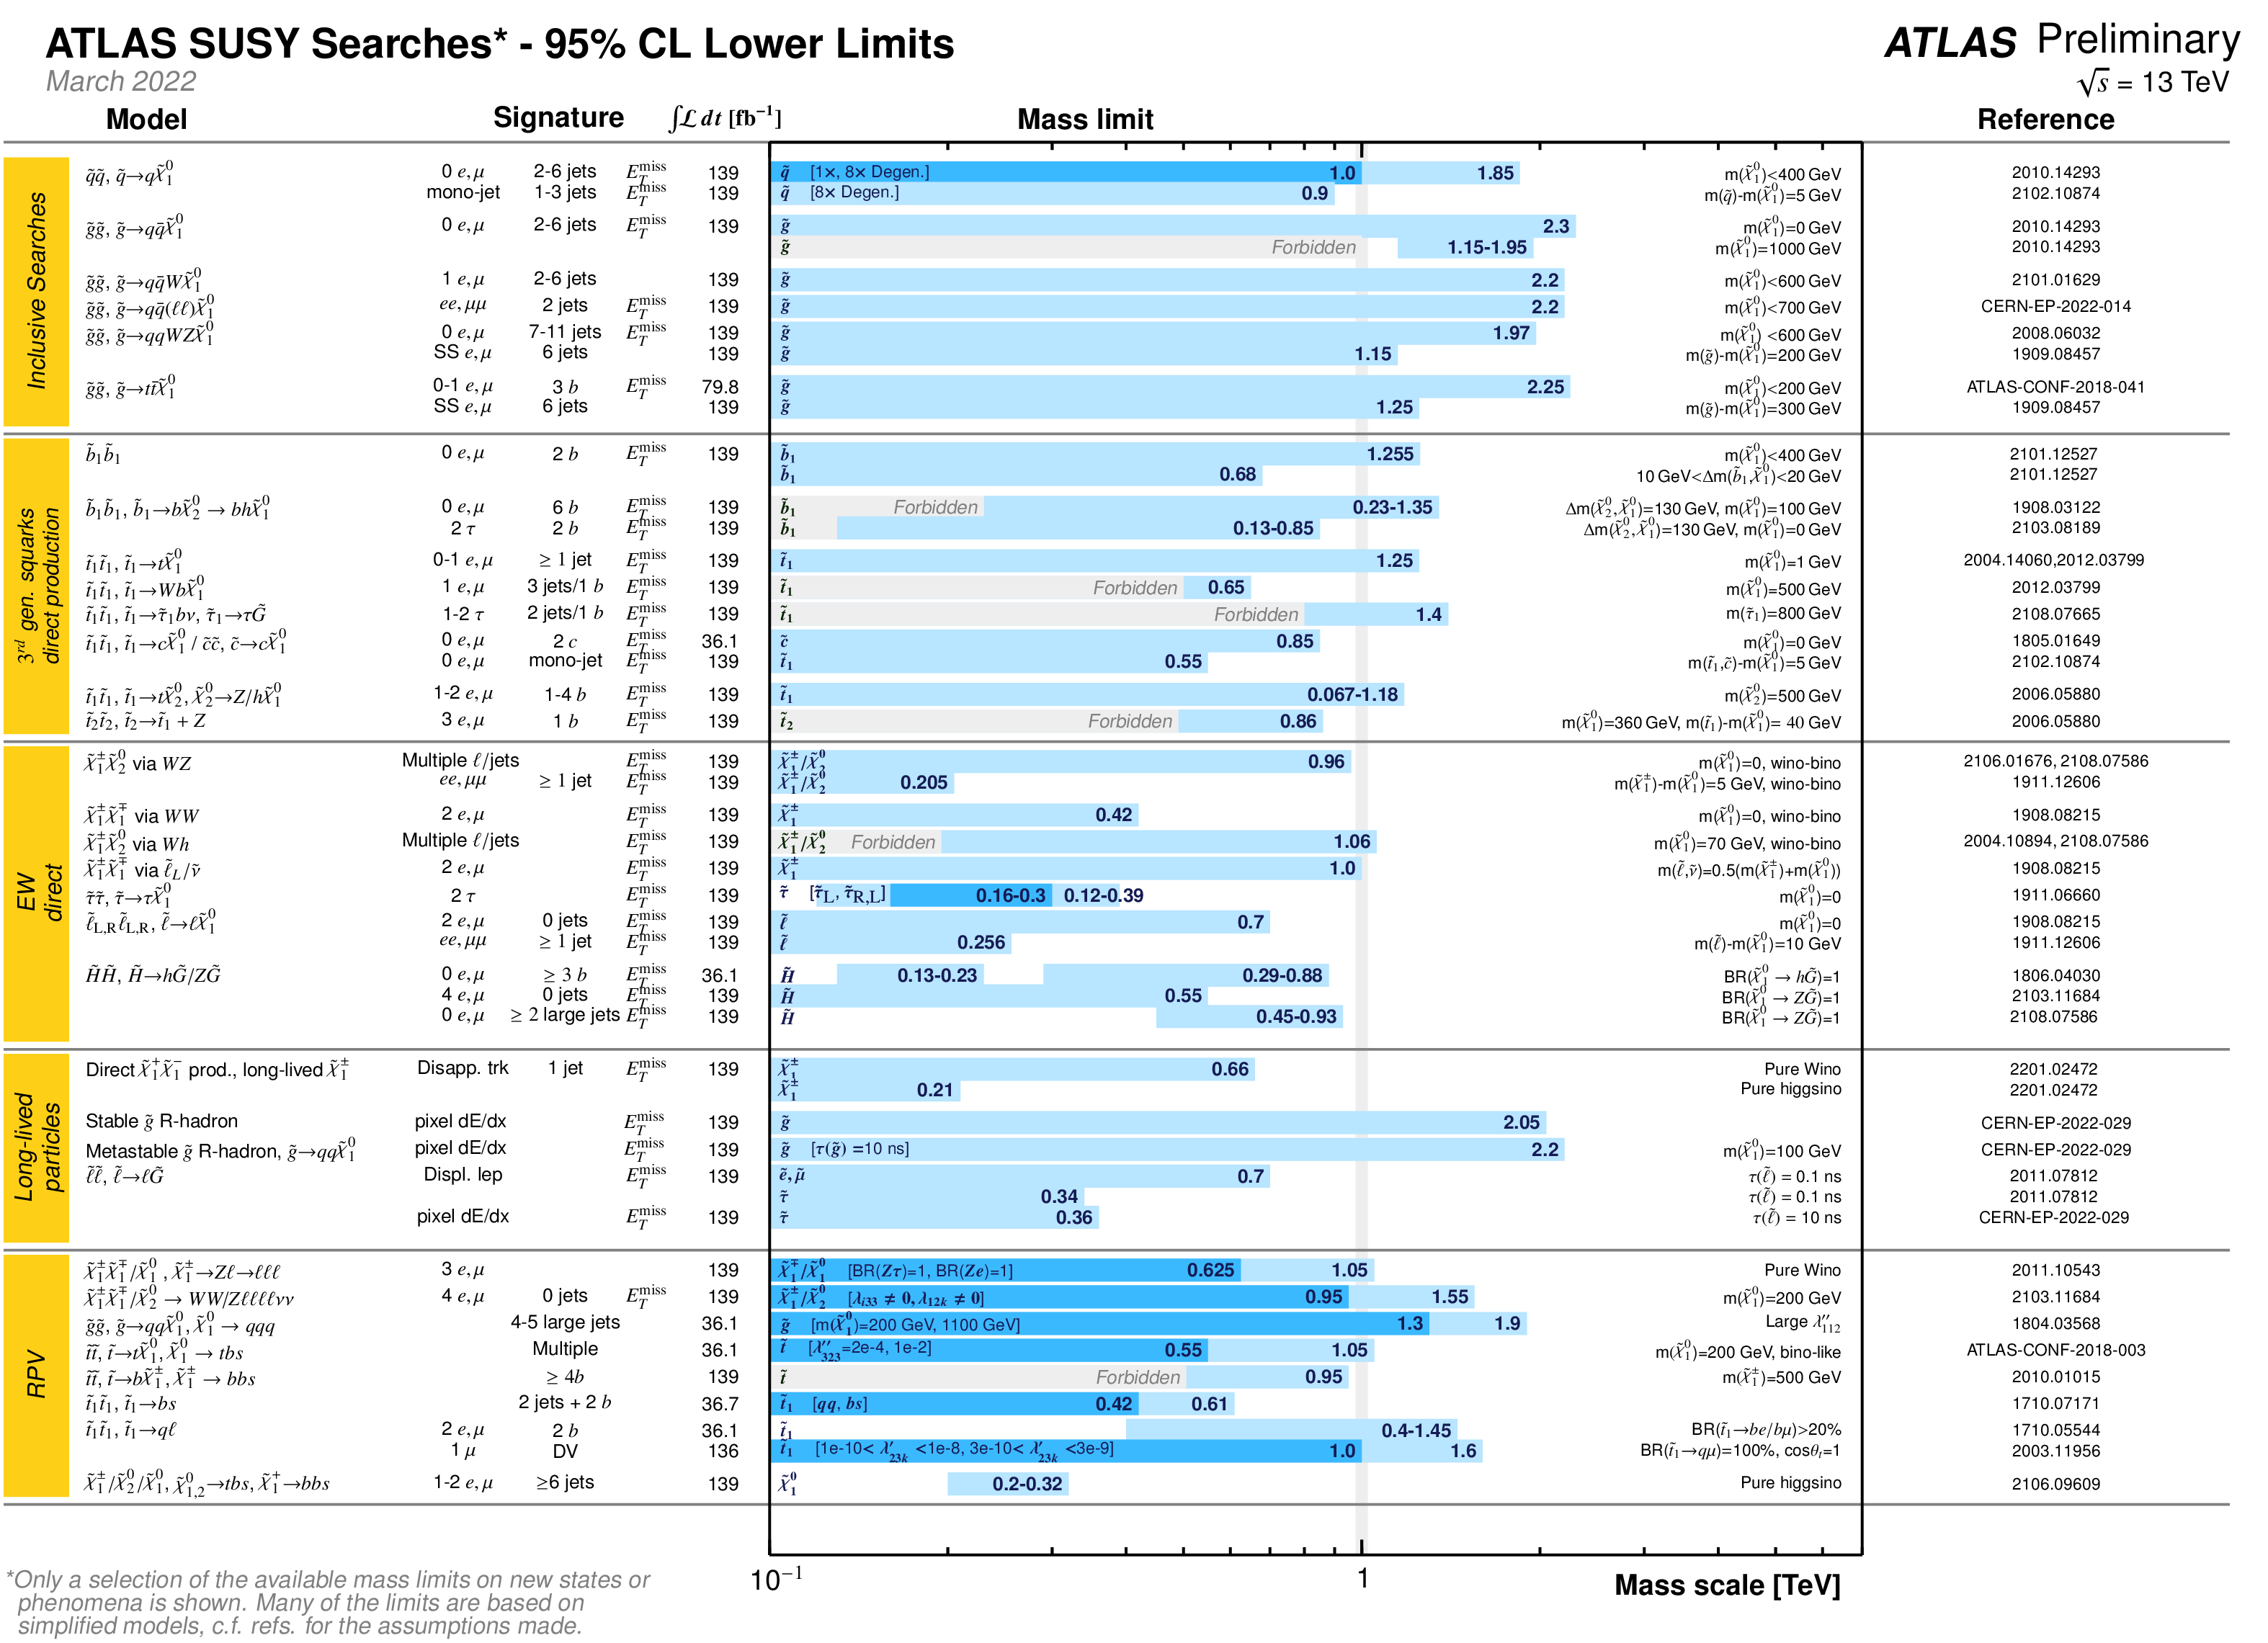 ATLAS SUSY Searches* - 95% CL Lower Limits
March 2022
ATLAS Preliminary
√s = 13 TeV
Model Signature ∫L dt [fb⁻¹] Mass limit Reference
Inclusive Searches
q̃q̃, q̃→qχ̃⁰₁ 0 e,μ 2-6 jets E_T^miss 139 q̃ [1×, 8× Degen.] 1.0 1.85 m(χ̃⁰₁)<400 GeV 2010.14293
mono-jet 1-3 jets E_T^miss 139 q̃ [8× Degen.] 0.9 m(q̃)-m(χ̃⁰₁)=5 GeV 2102.10874
g̃g̃, g̃→qq̄χ̃⁰₁ 0 e,μ 2-6 jets E_T^miss 139 g̃ 2.3 m(χ̃⁰₁)=0 GeV 2010.14293
g̃ Forbidden 1.15-1.95 m(χ̃⁰₁)=1000 GeV 2010.14293
g̃g̃, g̃→qq̄Wχ̃⁰₁ 1 e,μ 2-6 jets 139 g̃ 2.2 m(χ̃⁰₁)<600 GeV 2101.01629
g̃g̃, g̃→qq̄(ℓℓ)χ̃⁰₁ ee,μμ 2 jets E_T^miss 139 g̃ 2.2 m(χ̃⁰₁)<700 GeV CERN-EP-2022-014
g̃g̃, g̃→qqWZχ̃⁰₁ 0 e,μ 7-11 jets E_T^miss 139 g̃ 1.97 m(χ̃⁰₁) <600 GeV 2008.06032
SS e,μ 6 jets 139 g̃ 1.15 m(g̃)-m(χ̃⁰₁)=200 GeV 1909.08457
g̃g̃, g̃→tt̄χ̃⁰₁ 0-1 e,μ 3 b E_T^miss 79.8 g̃ 2.25 m(χ̃⁰₁)<200 GeV ATLAS-CONF-2018-041
SS e,μ 6 jets 139 g̃ 1.25 m(g̃)-m(χ̃⁰₁)=300 GeV 1909.08457
3rd gen. squarks
direct production
b̃₁b̃₁ 0 e,μ 2 b E_T^miss 139 b̃₁ 1.255 m(χ̃⁰₁)<400 GeV 2101.12527
b̃₁ 0.68 10 GeV<Δm(b̃₁,χ̃⁰₁)<20 GeV 2101.12527
b̃₁b̃₁, b̃₁→bχ̃⁰₂ → bhχ̃⁰₁ 0 e,μ 6 b E_T^miss 139 b̃₁ Forbidden 0.23-1.35 Δm(χ̃⁰₂,χ̃⁰₁)=130 GeV, m(χ̃⁰₁)=100 GeV 1908.03122
2 τ 2 b E_T^miss 139 b̃₁ 0.13-0.85 Δm(χ̃⁰₂,χ̃⁰₁)=130 GeV, m(χ̃⁰₁)=0 GeV 2103.08189
t̃₁t̃₁, t̃₁→tχ̃⁰₁ 0-1 e,μ ≥ 1 jet E_T^miss 139 t̃₁ 1.25 m(χ̃⁰₁)=1 GeV 2004.14060,2012.03799
t̃₁t̃₁, t̃₁→Wbχ̃⁰₁ 1 e,μ 3 jets/1 b E_T^miss 139 t̃₁ Forbidden 0.65 m(χ̃⁰₁)=500 GeV 2012.03799
t̃₁t̃₁, t̃₁→τ̃₁bν, τ̃₁→τG̃ 1-2 τ 2 jets/1 b E_T^miss 139 t̃₁ Forbidden 1.4 m(τ̃₁)=800 GeV 2108.07665
t̃₁t̃₁, t̃₁→cχ̃⁰₁ / c̃c̃, c̃→cχ̃⁰₁ 0 e,μ 2 c E_T^miss 36.1 c̃ 0.85 m(χ̃⁰₁)=0 GeV 1805.01649
0 e,μ mono-jet E_T^miss 139 t̃₁ 0.55 m(t̃₁,c̃)-m(χ̃⁰₁)=5 GeV 2102.10874
t̃₁t̃₁, t̃₁→tχ̃⁰₂, χ̃⁰₂→Z/hχ̃⁰₁ 1-2 e,μ 1-4 b E_T^miss 139 t̃₁ 0.067-1.18 m(χ̃⁰₂)=500 GeV 2006.05880
t̃₂t̃₂, t̃₂→t̃₁ + Z 3 e,μ 1 b E_T^miss 139 t̃₂ Forbidden 0.86 m(χ̃⁰₁)=360 GeV, m(t̃₁)-m(χ̃⁰₁)= 40 GeV 2006.05880
EW
direct
χ̃±₁χ̃⁰₂ via WZ Multiple ℓ/jets E_T^miss 139 χ̃±₁/χ̃⁰₂ 0.96 m(χ̃⁰₁)=0, wino-bino 2106.01676, 2108.07586
ee,μμ ≥ 1 jet E_T^miss 139 χ̃±₁/χ̃⁰₂ 0.205 m(χ̃±₁)-m(χ̃⁰₁)=5 GeV, wino-bino 1911.12606
χ̃±₁χ̃∓₁ via WW 2 e,μ E_T^miss 139 χ̃±₁ 0.42 m(χ̃⁰₁)=0, wino-bino 1908.08215
χ̃±₁χ̃⁰₂ via Wh Multiple ℓ/jets E_T^miss 139 χ̃±₁/χ̃⁰₂ Forbidden 1.06 m(χ̃⁰₁)=70 GeV, wino-bino 2004.10894, 2108.07586
χ̃±₁χ̃∓₁ via ℓ̃_L/ν̃ 2 e,μ E_T^miss 139 χ̃±₁ 1.0 m(ℓ̃,ν̃)=0.5(m(χ̃±₁)+m(χ̃⁰₁)) 1908.08215
τ̃τ̃, τ̃→τχ̃⁰₁ 2 τ E_T^miss 139 τ̃ [τ̃_L, τ̃_R,L] 0.16-0.3 0.12-0.39 m(χ̃⁰₁)=0 1911.06660
ℓ̃_L,Rℓ̃_L,R, ℓ̃→ℓχ̃⁰₁ 2 e,μ 0 jets E_T^miss 139 ℓ̃ 0.7 m(χ̃⁰₁)=0 1908.08215
ee,μμ ≥ 1 jet E_T^miss 139 ℓ̃ 0.256 m(ℓ̃)-m(χ̃⁰₁)=10 GeV 1911.12606
H̃H̃, H̃→hG̃/ZG̃ 0 e,μ ≥ 3 b E_T^miss 36.1 H̃ 0.13-0.23 0.29-0.88 BR(χ̃⁰₁ → hG̃)=1 1806.04030
4 e,μ 0 jets E_T^miss 139 H̃ 0.55 BR(χ̃⁰₁ → ZG̃)=1 2103.11684
0 e,μ ≥ 2 large jets E_T^miss 139 H̃ 0.45-0.93 BR(χ̃⁰₁ → ZG̃)=1 2108.07586
Long-lived
particles
Direct χ̃⁺₁χ̃⁻₁ prod., long-lived χ̃±₁ Disapp. trk 1 jet E_T^miss 139 χ̃±₁ 0.66 Pure Wino 2201.02472
χ̃±₁ 0.21 Pure higgsino 2201.02472
Stable g̃ R-hadron pixel dE/dx E_T^miss 139 g̃ 2.05 CERN-EP-2022-029
Metastable g̃ R-hadron, g̃→qqχ̃⁰₁ pixel dE/dx E_T^miss 139 g̃ [τ(g̃) =10 ns] 2.2 m(χ̃⁰₁)=100 GeV CERN-EP-2022-029
ℓ̃ℓ̃, ℓ̃→ℓG̃ Displ. lep E_T^miss 139 ẽ,μ̃ 0.7 τ(ℓ̃) = 0.1 ns 2011.07812
τ̃ 0.34 τ(ℓ̃) = 0.1 ns 2011.07812
pixel dE/dx E_T^miss 139 τ̃ 0.36 τ(ℓ̃) = 10 ns CERN-EP-2022-029
RPV
χ̃±₁χ̃∓₁/χ̃⁰₁ , χ̃±₁→Zℓ→ℓℓℓ 3 e,μ 139 χ̃∓₁/χ̃⁰₁ [BR(Zτ)=1, BR(Ze)=1] 0.625 1.05 Pure Wino 2011.10543
χ̃±₁χ̃∓₁/χ̃⁰₂ → WW/Zℓℓℓℓνν 4 e,μ 0 jets E_T^miss 139 χ̃±₁/χ̃⁰₂ [λ_i33 ≠ 0, λ_12k ≠ 0] 0.95 1.55 m(χ̃⁰₁)=200 GeV 2103.11684
g̃g̃, g̃→qqχ̃⁰₁, χ̃⁰₁ → qqq 4-5 large jets 36.1 g̃ [m(χ̃⁰₁)=200 GeV, 1100 GeV] 1.3 1.9 Large λ″₁₁₂ 1804.03568
t̃t̃, t̃→tχ̃⁰₁, χ̃⁰₁ → tbs Multiple 36.1 t̃ [λ″₃₂₃=2e-4, 1e-2] 0.55 1.05 m(χ̃⁰₁)=200 GeV, bino-like ATLAS-CONF-2018-003
t̃t̃, t̃→bχ̃±₁, χ̃±₁ → bbs ≥ 4b 139 t̃ Forbidden 0.95 m(χ̃±₁)=500 GeV 2010.01015
t̃₁t̃₁, t̃₁→bs 2 jets + 2 b 36.7 t̃₁ [qq, bs] 0.42 0.61 1710.07171
t̃₁t̃₁, t̃₁→qℓ 2 e,μ 2 b 36.1 t̃₁ 0.4-1.45 BR(t̃₁→be/bμ)>20% 1710.05544
1 μ DV 136 t̃₁ [1e-10< λ′₂₃ₖ <1e-8, 3e-10< λ′₂₃ₖ <3e-9] 1.0 1.6 BR(t̃₁→qμ)=100%, cosθₜ=1 2003.11956
χ̃±₁/χ̃⁰₂/χ̃⁰₁, χ̃⁰₁,₂→tbs, χ̃⁺₁→bbs 1-2 e,μ ≥6 jets 139 χ̃⁰₁ 0.2-0.32 Pure higgsino 2106.09609
10⁻¹ 1 Mass scale [TeV]
*Only a selection of the available mass limits on new states or
phenomena is shown. Many of the limits are based on
simplified models, c.f. refs. for the assumptions made.